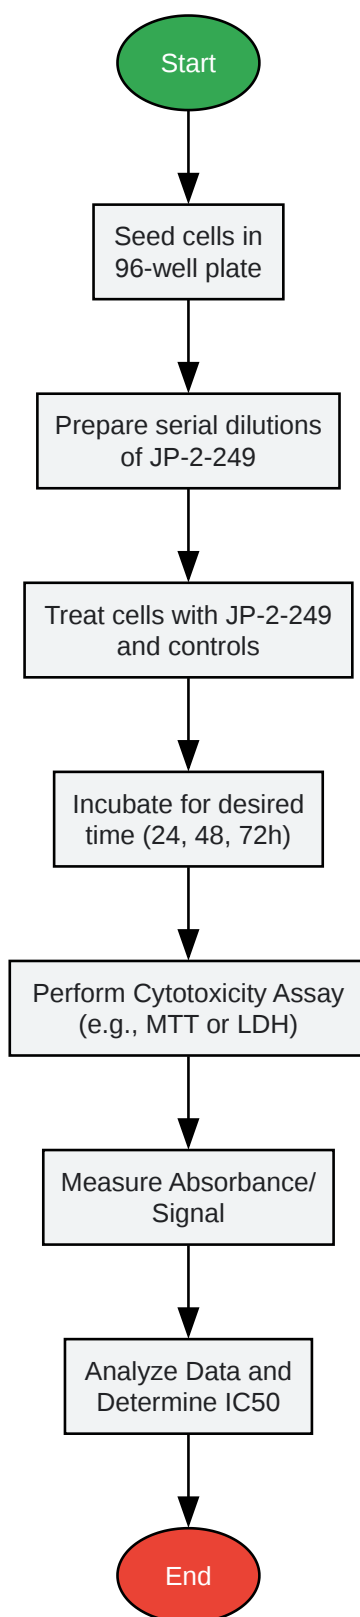 Start
Seed cells in
96-well plate
Prepare serial dilutions
of JP-2-249
Treat cells with JP-2-249
and controls
Incubate for desired
time (24, 48, 72h)
Perform Cytotoxicity Assay
(e.g., MTT or LDH)
Measure Absorbance/
Signal
Analyze Data and
Determine IC50
End